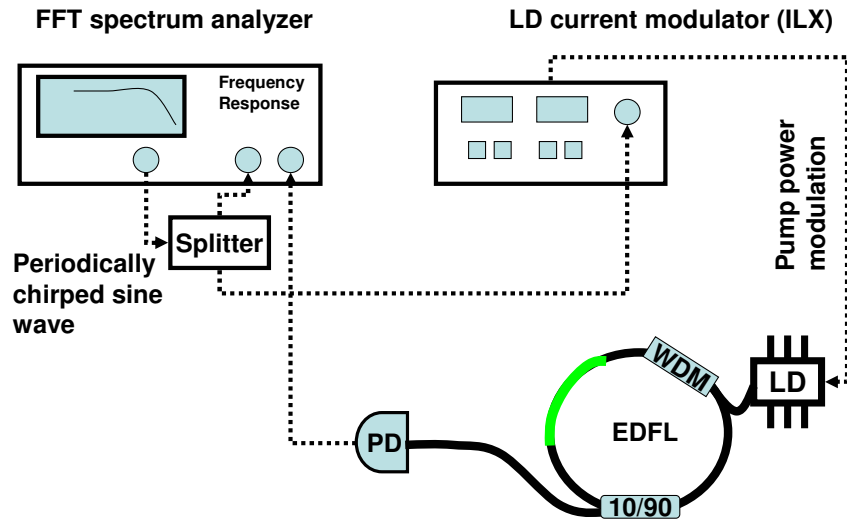 FFT spectrum analyzer
LD current modulator (ILX)
Frequency
Response
Splitter
Periodically
chirped sine
wave
Pump power
modulation
WDM
LD
EDFL
PD
10/90